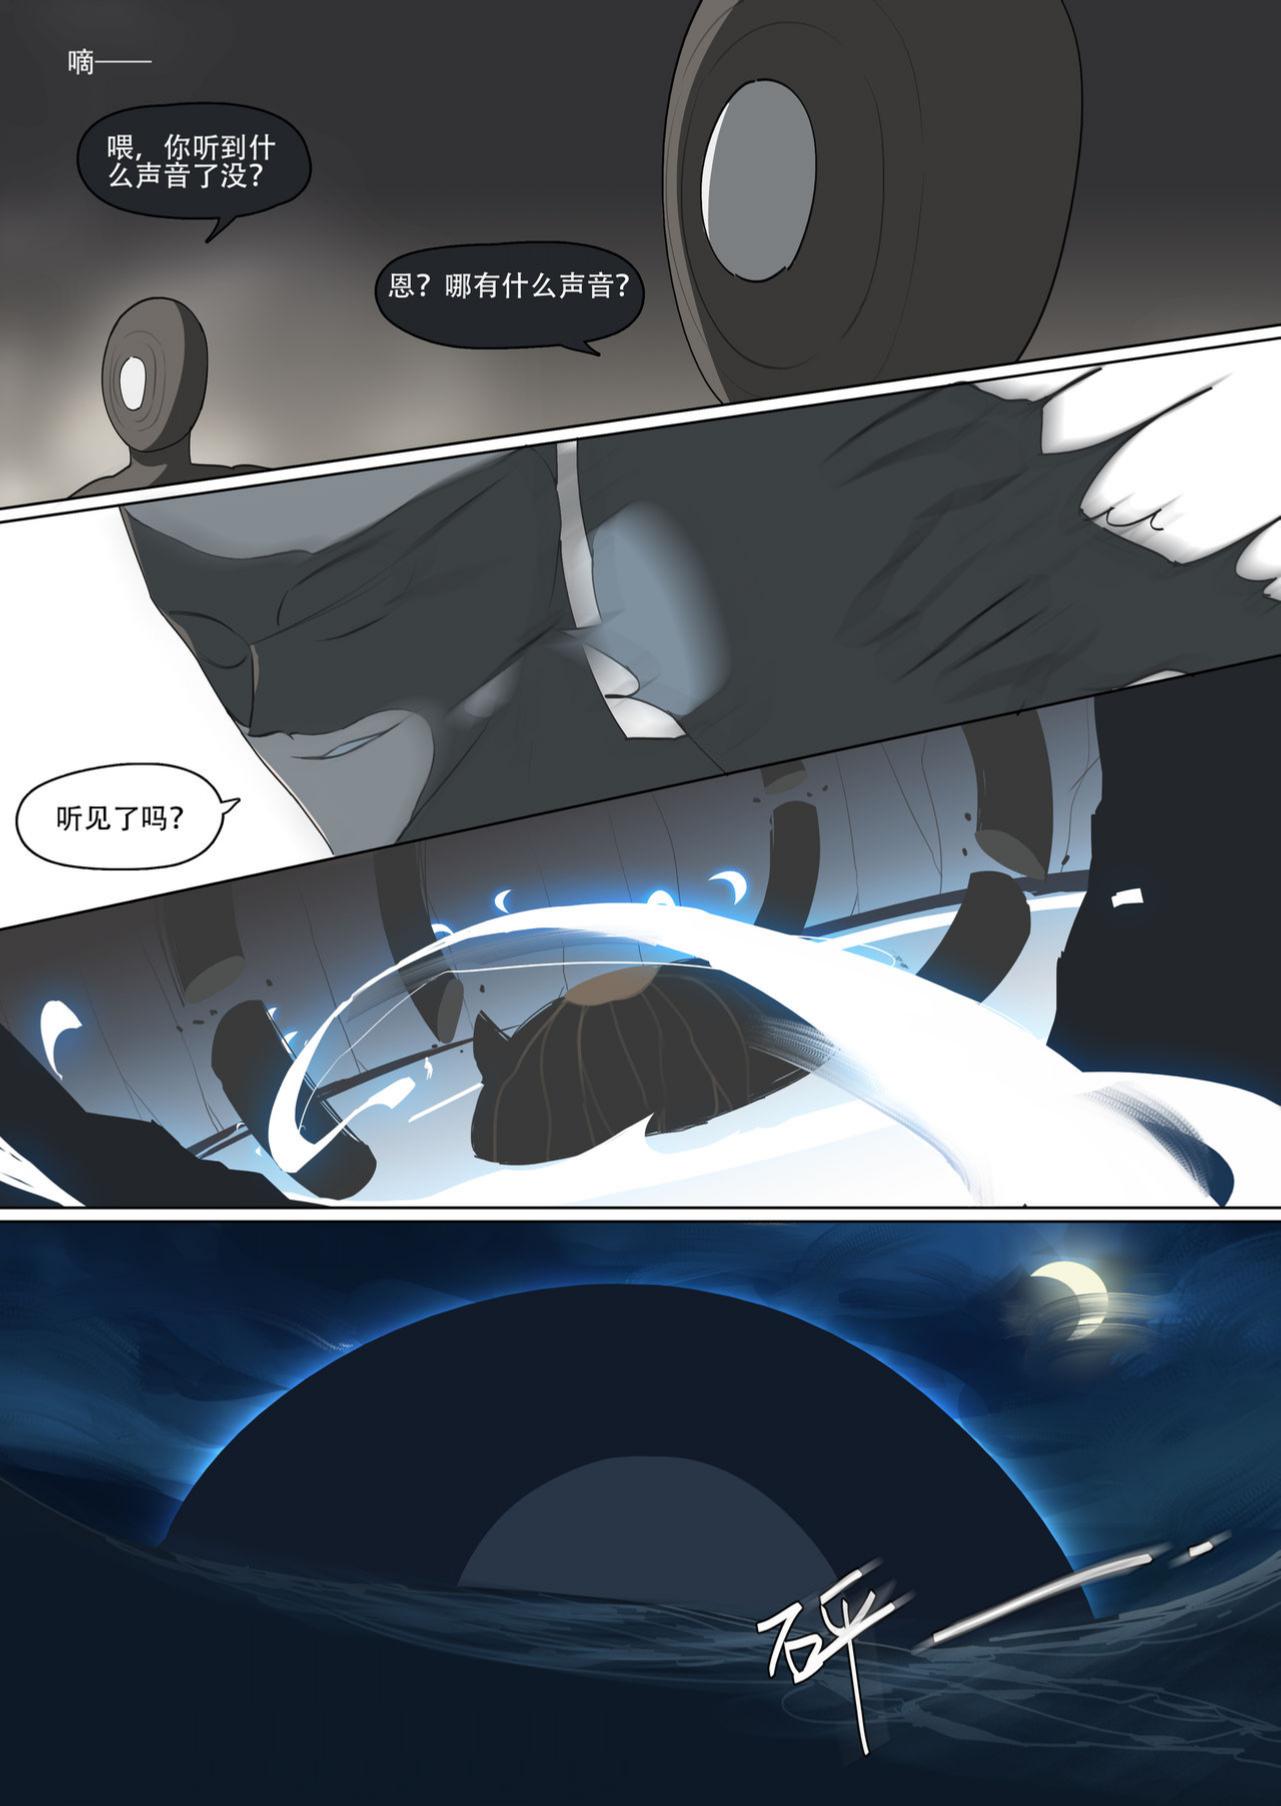 嘀——
喂，你听到什
么声音了没？
恩？哪有什么声音？
听见了吗？
砰——